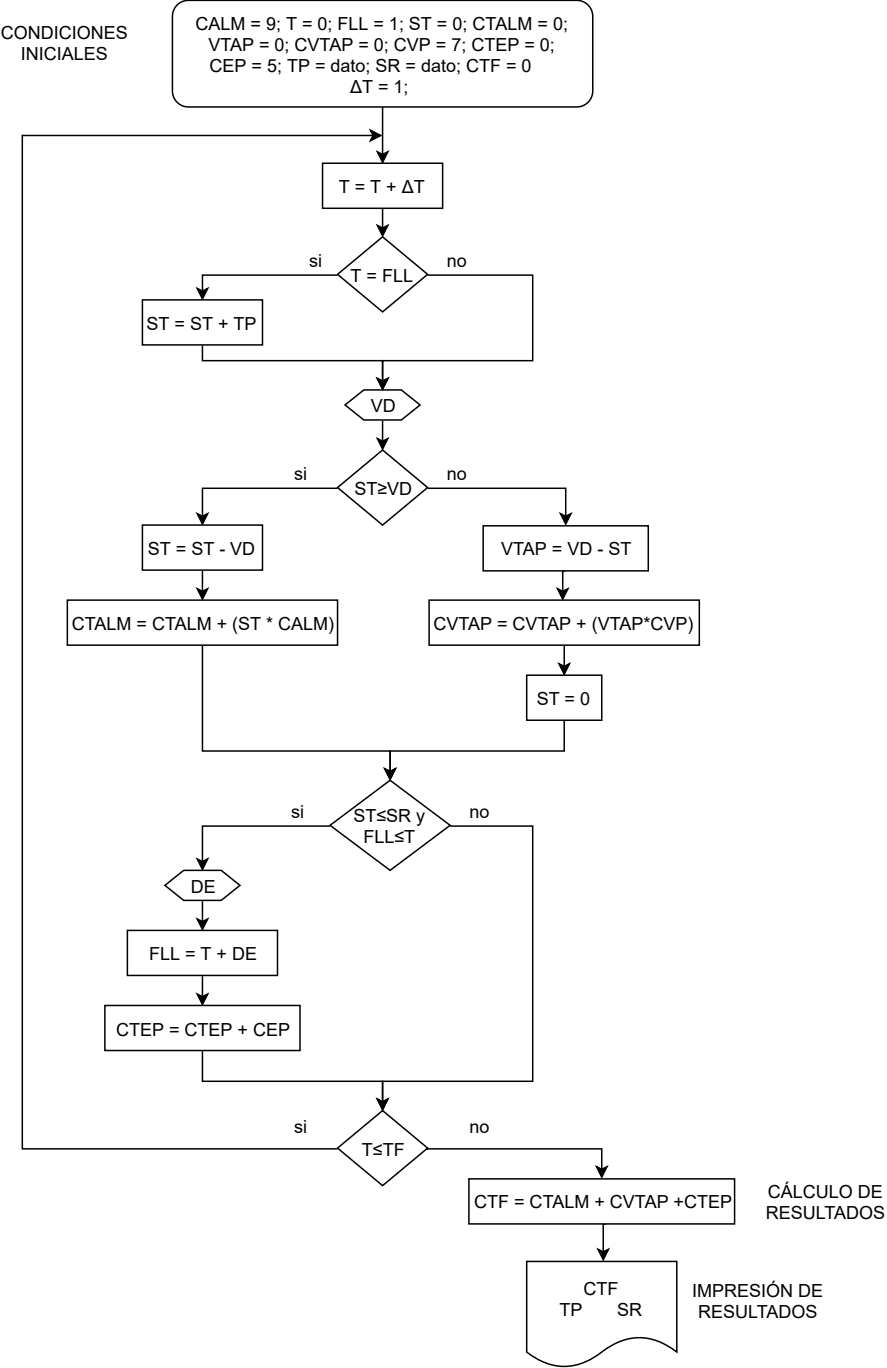 CONDICIONES
INICIALES
CALM = 9; T = 0; FLL = 1; ST = 0; CTALM = 0;
VTAP = 0; CVTAP = 0; CVP = 7; CTEP = 0;
CEP = 5; TP = dato; SR = dato; CTF = 0
ΔT = 1;
T = T + ΔT
si
no
T = FLL
ST = ST + TP
VD
si
no
ST≥VD
ST = ST - VD
VTAP = VD - ST
CTALM = CTALM + (ST * CALM)
CVTAP = CVTAP + (VTAP*CVP)
ST = 0
si
no
ST≤SR y
FLL≤T
DE
FLL = T + DE
CTEP = CTEP + CEP
si
no
T≤TF
CTF = CTALM + CVTAP +CTEP
CÁLCULO DE
RESULTADOS
CTF
TP SR
IMPRESIÓN DE
RESULTADOS